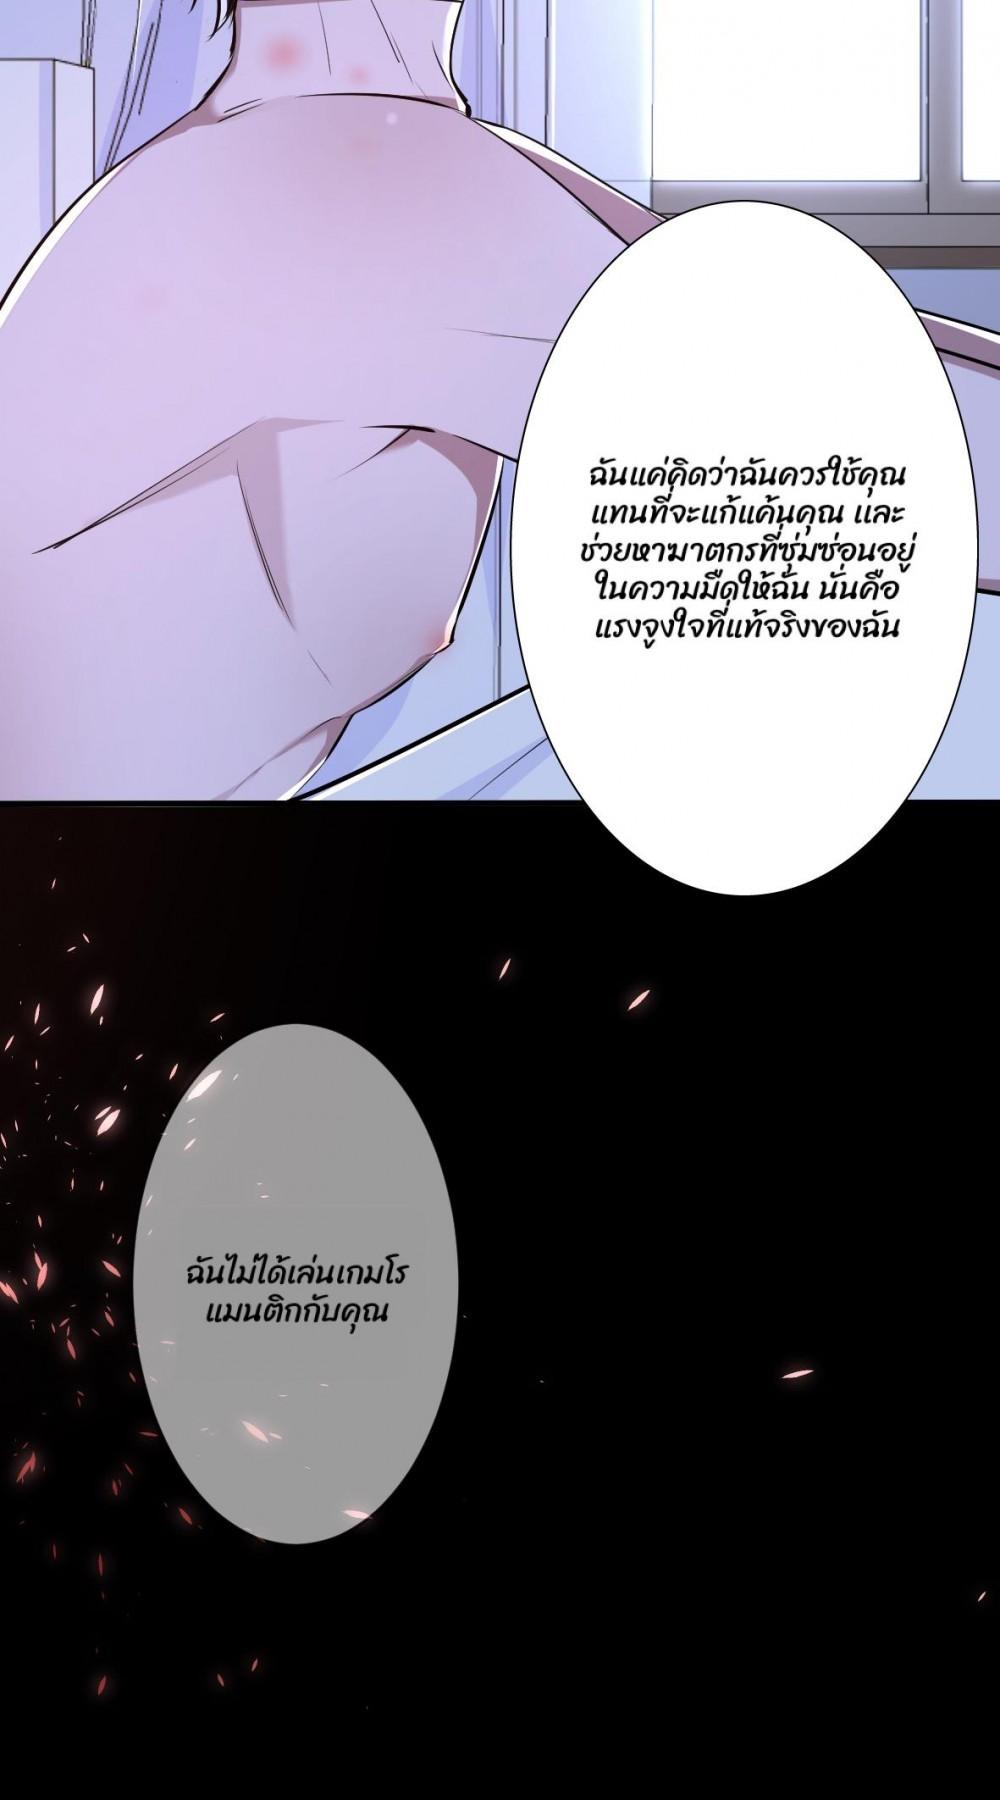 ฉันแค่คิดว่าฉันควรใช้คุณ
แทนที่จะแก้แค้นคุณ และ
ช่วยหาฆาตกรที่ซุ่มซ่อนอยู่
ในความมืดให้ฉัน นั่นคือ
แรงจูงใจที่แท้จริงของฉัน
ฉันไม่ได้เล่นเกมโร
แมนติกกับคุณ